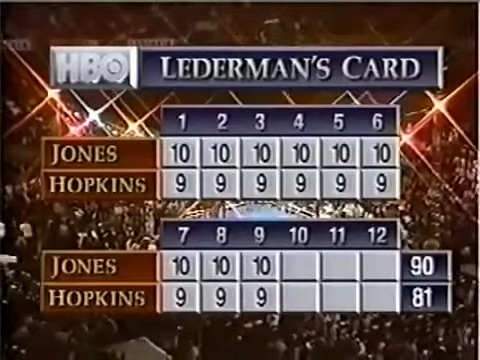 HBO LEDERMAN'S CARD
1 2 3 4 5 6
JONES 10 10 10 10 10 10
HOPKINS 9 9 9 9 9 9
7 8 9 10 11 12
JONES 10 10 10 90
HOPKINS 9 9 9 81